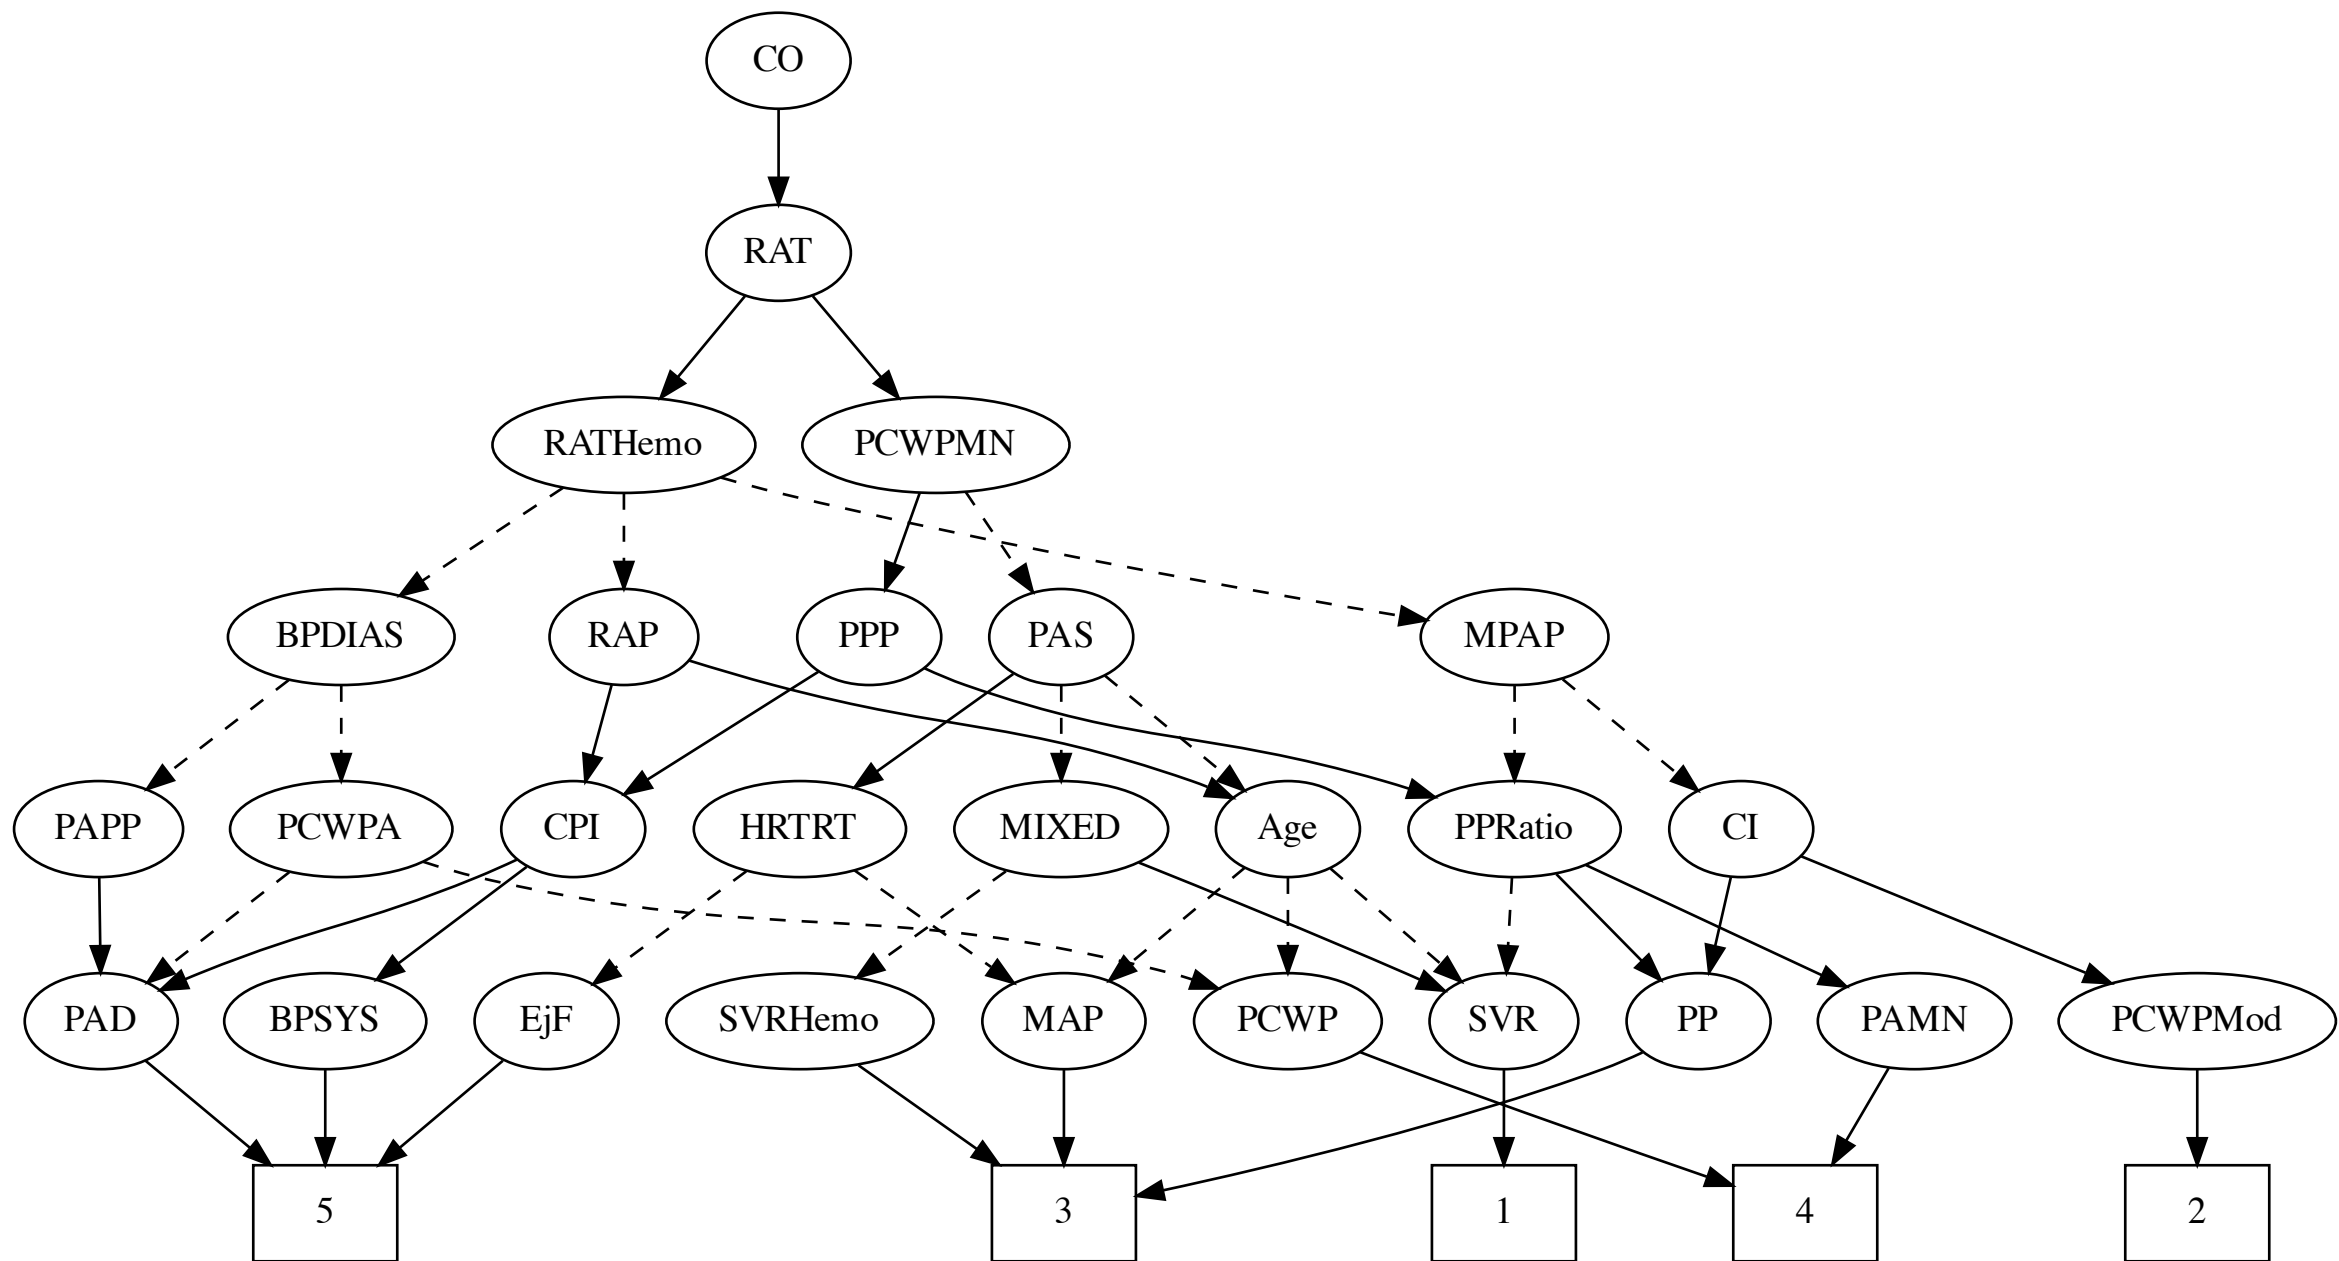 CO
RAT
RATHemo
PCWPMN
BPDIAS
RAP
PPP
PAS
MPAP
PAPP
PCWPA
CPI
HRTRT
MIXED
Age
PPRatio
CI
PAD
BPSYS
EjF
SVRHemo
MAP
PCWP
SVR
PP
PAMN
PCWPMod
5
3
1
4
2